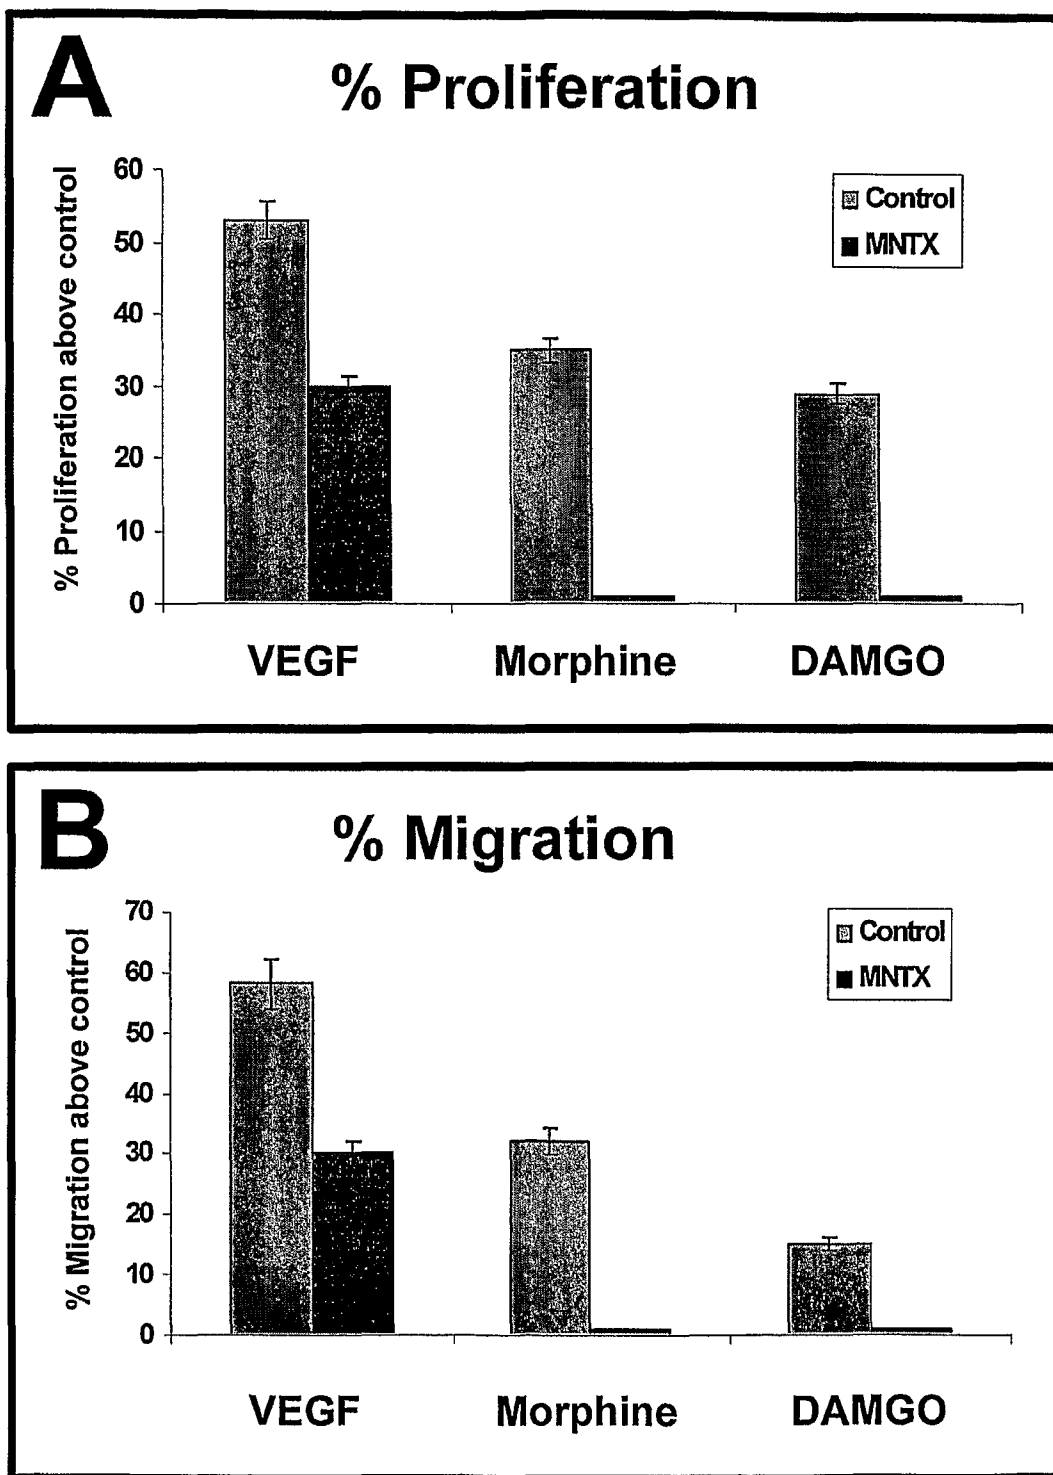 A
% Proliferation
% Proliferation above control
60
50
40
30
20
10
0
Control
MNTX
VEGF Morphine DAMGO
B
% Migration
% Migration above control
70
60
50
40
30
20
10
0
Control
MNTX
VEGF Morphine DAMGO